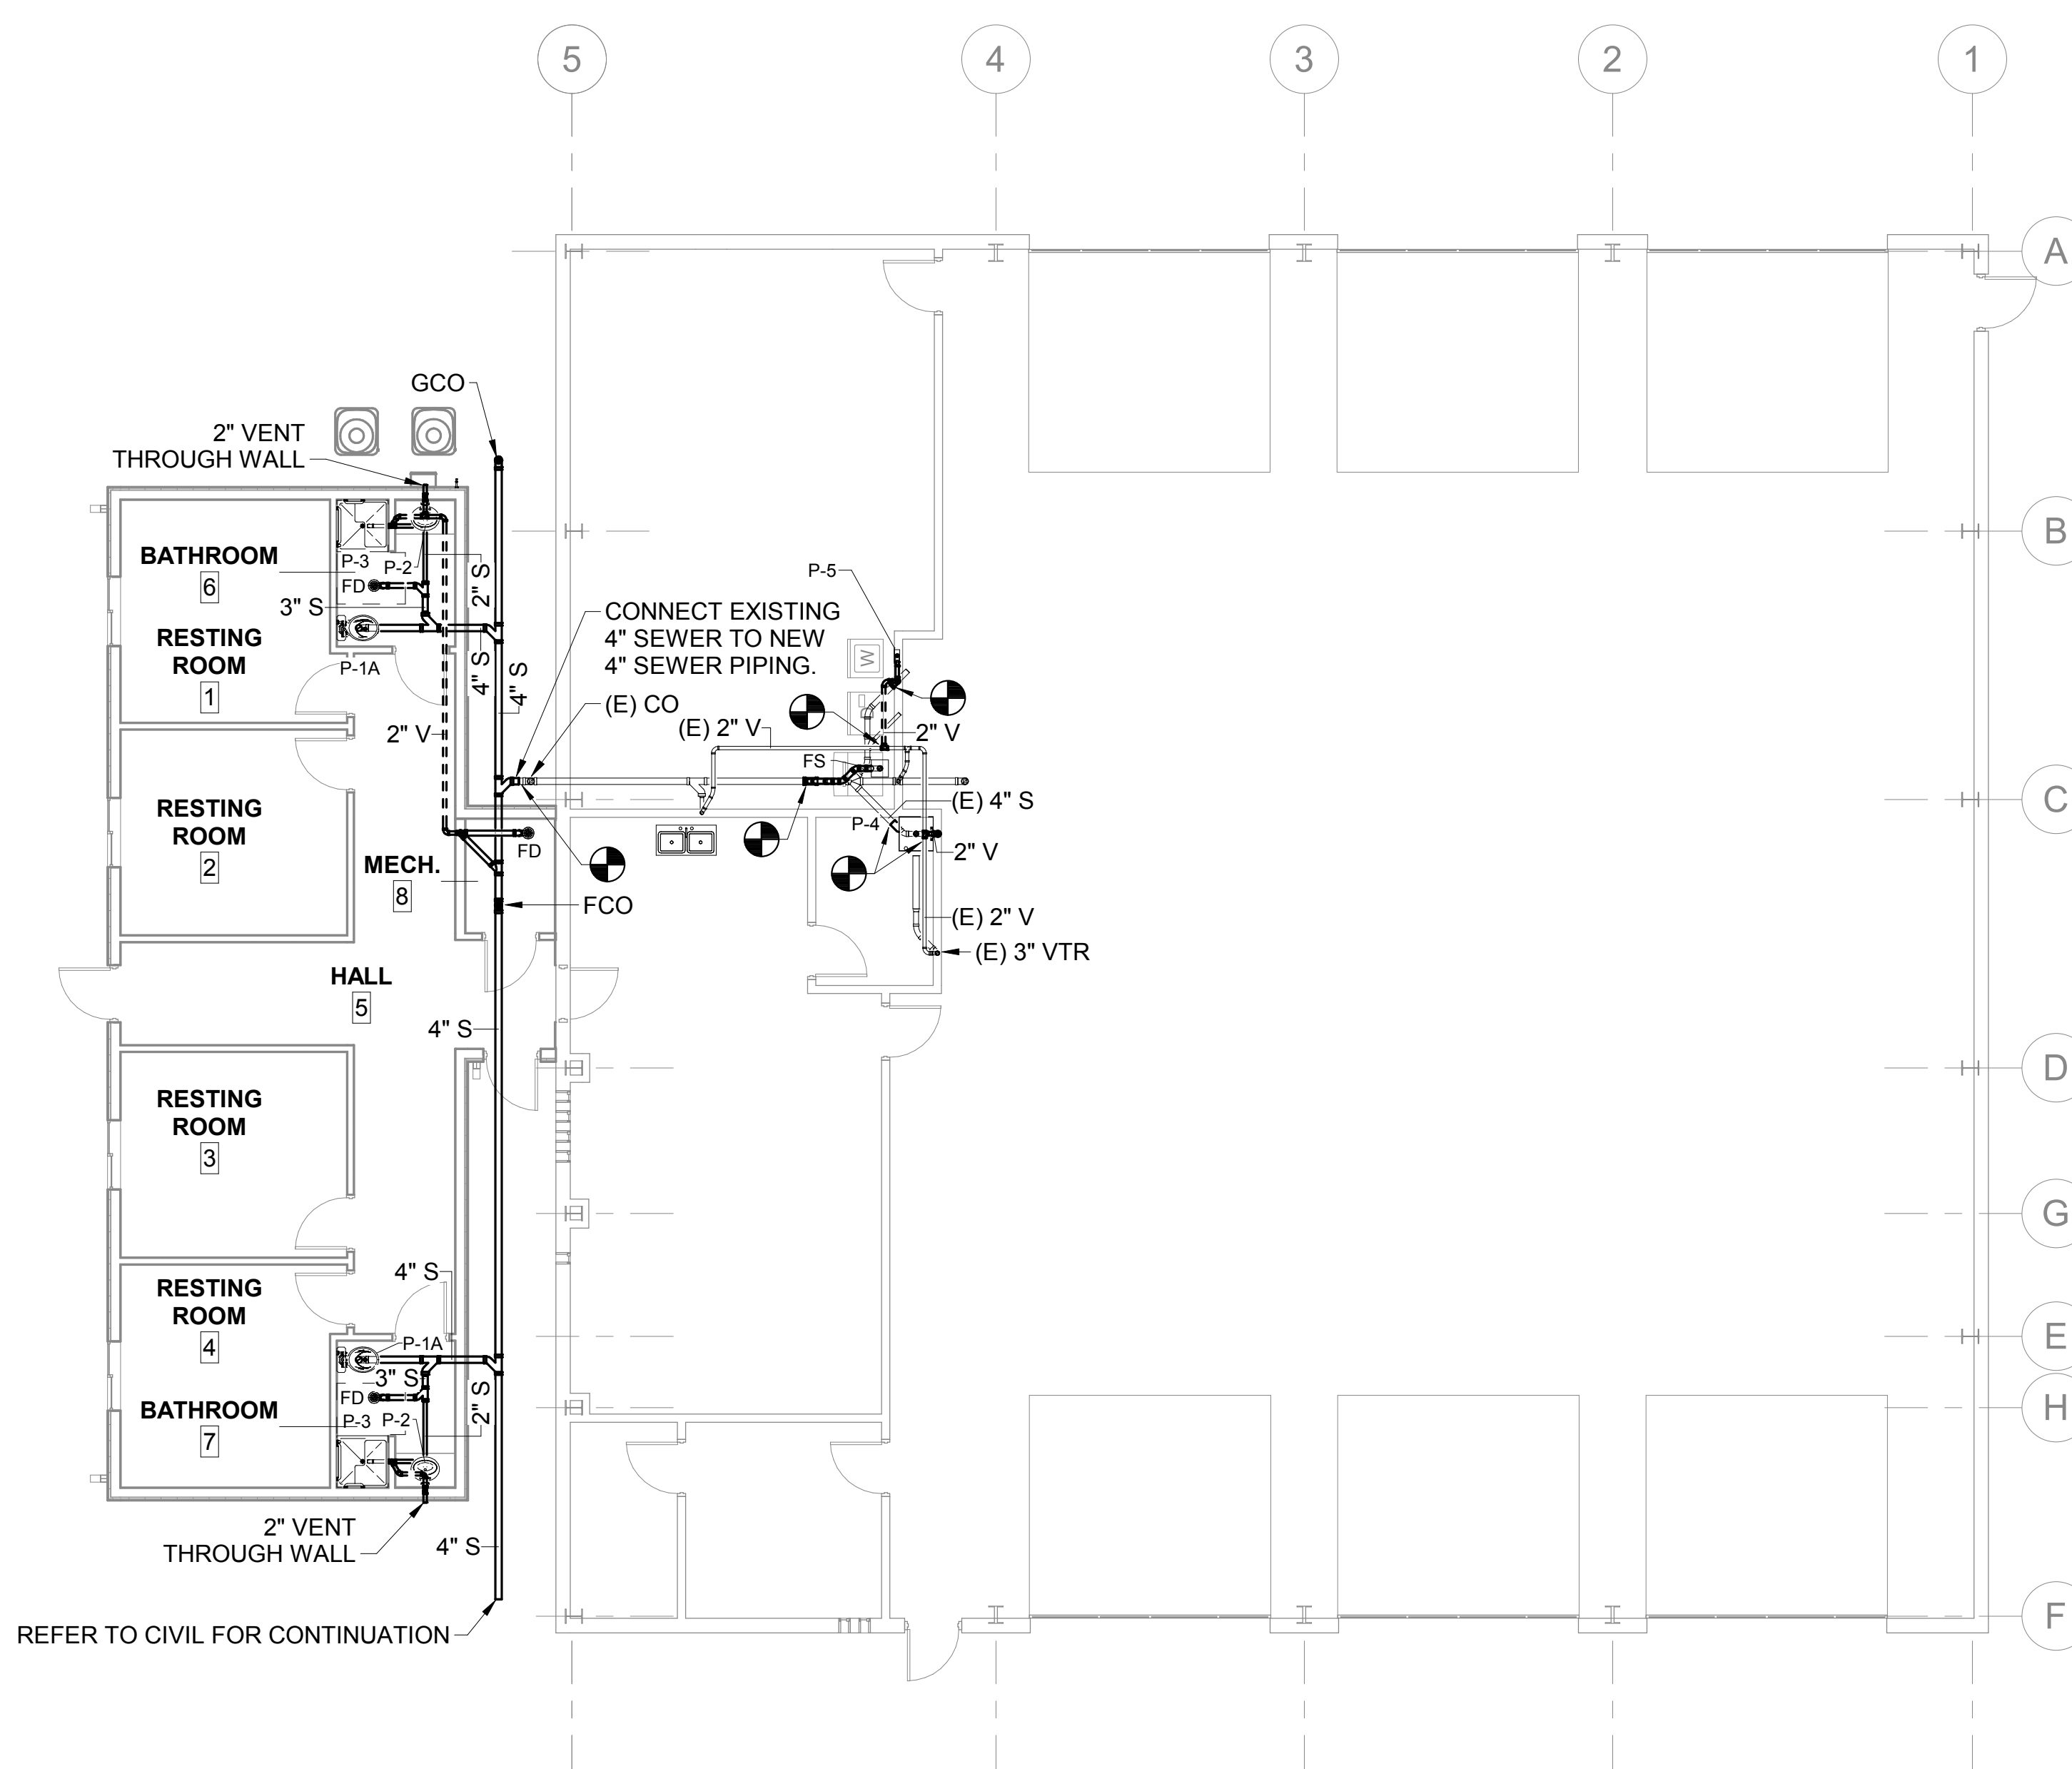 5
4
3
2
1
A
GCO
2" VENT
THROUGH WALL
B
BATHROOM
6
P-3
P-2
FD
2" S
3" S
P-5
CONNECT EXISTING
4" SEWER TO NEW
4" SEWER PIPING.
RESTING
ROOM
1
P-1A
4" S
4" S
W
(E) CO
(E) 2" V
2" V
2" V
FS
RESTING
ROOM
2
(E) 4" S
C
P-4
FD
2" V
MECH.
8
FCO
(E) 2" V
(E) 3" VTR
HALL
5
4" S
D
RESTING
ROOM
3
G
4" S
RESTING
ROOM
4
P-1A
E
3" S
FD
2" S
BATHROOM
7
P-3
P-2
H
2" VENT
THROUGH WALL
4" S
REFER TO CIVIL FOR CONTINUATION
F